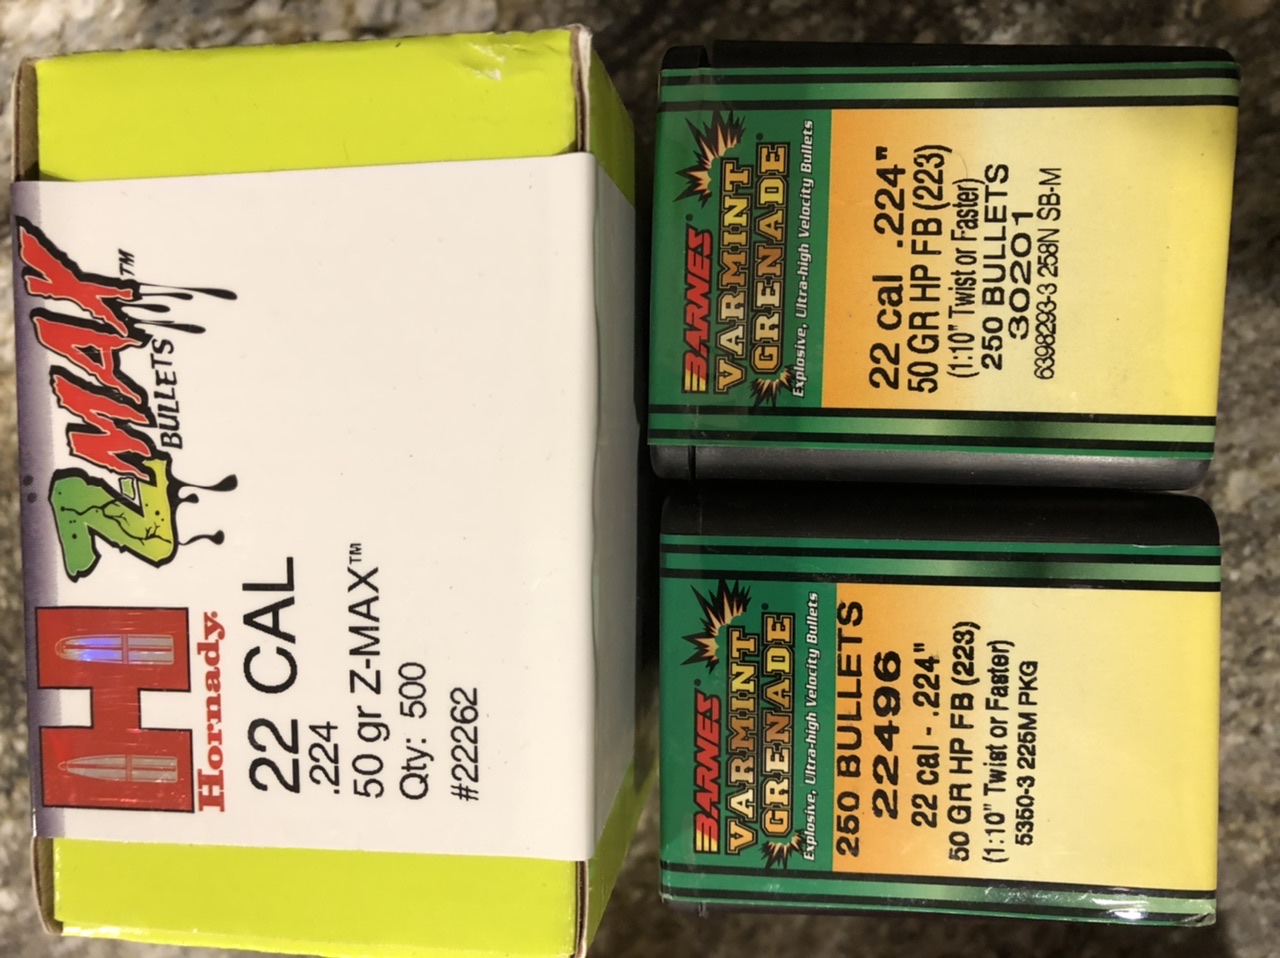 H
Hornady®
Z-MAX™
BULLETS
22 CAL
.224
50 gr Z-MAX™
Qty: 500
#22262
BARNES®
VARMINT
GRENADE®
Explosive, Ultra-high Velocity Bullets
22 cal .224"
50 GR HP FB (223)
(1:10" Twist or Faster)
250 BULLETS
30201
6398293-3 258N SB-M
BARNES®
VARMINT
GRENADE®
Explosive, Ultra-high Velocity Bullets
250 BULLETS
22496
22 Cal - .224"
50 GR HP FB (223)
(1:10" Twist or Faster)
5350-3 225M PKG